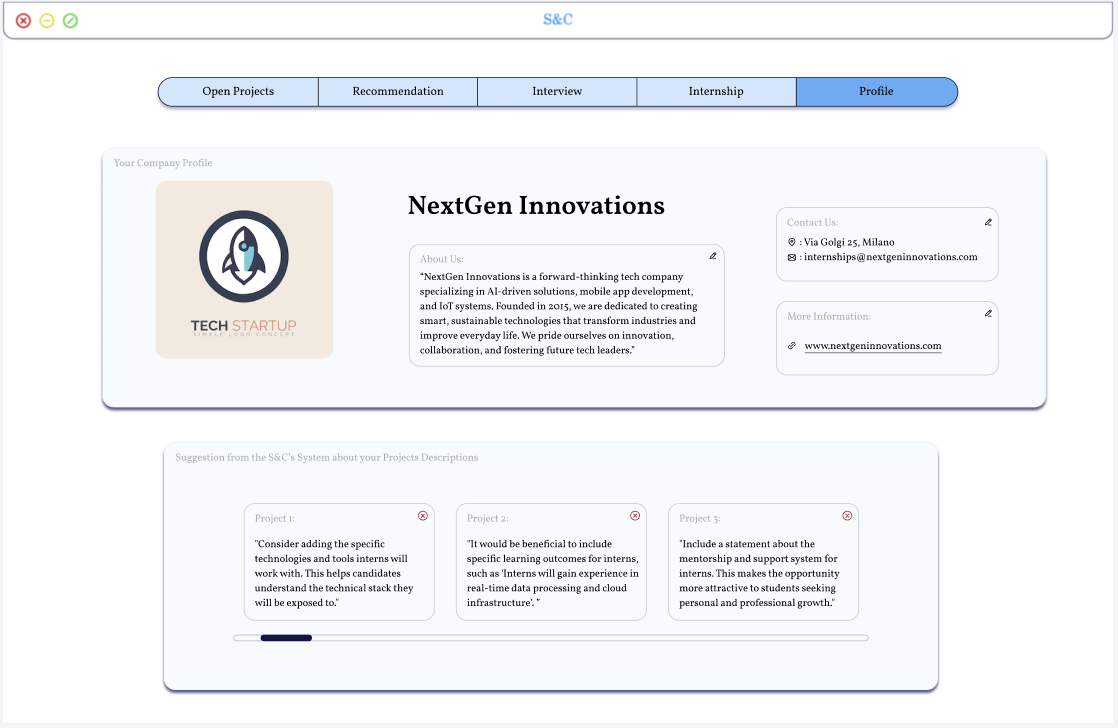 S&C
Open Projects
Recommendation
Interview
Internship
Profile
Your Company Profile
TECH STARTUP
SIMPLE LOGO CONCEPT
NextGen Innovations
About Us:
“NextGen Innovations is a forward-thinking tech company
specializing in AI-driven solutions, mobile app development,
and IoT systems. Founded in 2015, we are dedicated to creating
smart, sustainable technologies that transform industries and
improve everyday life. We pride ourselves on innovation,
collaboration, and fostering future tech leaders.”
Contact Us:
: Via Golgi 25, Milano
: internships@nextgeninnovations.com
More Information:
www.nextgeninnovations.com
Suggestion from the S&C's System about your Projects Descriptions
Project 1:
"Consider adding the specific
technologies and tools interns will
work with. This helps candidates
understand the technical stack they
will be exposed to."
Project 2:
"It would be beneficial to include
specific learning outcomes for interns,
such as 'Interns will gain experience in
real-time data processing and cloud
infrastructure'. ”
Project 3:
"Include a statement about the
mentorship and support system for
interns. This makes the opportunity
more attractive to students seeking
personal and professional growth."